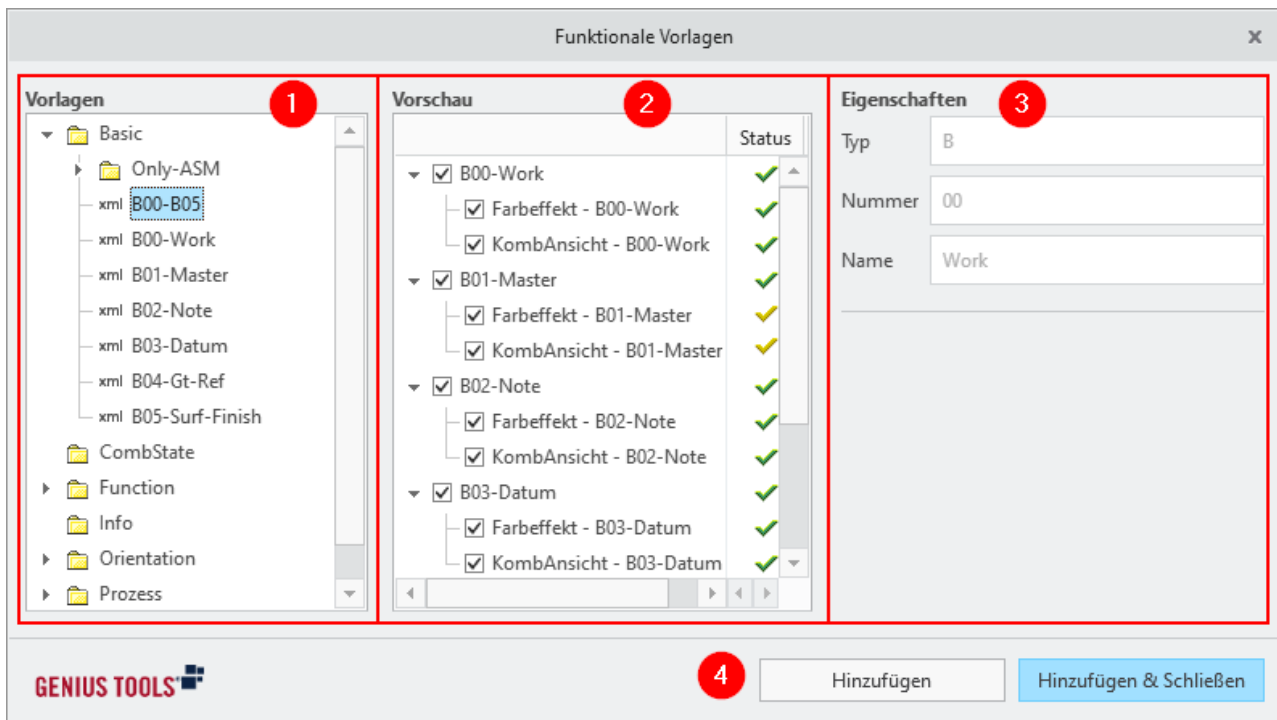 Funktionale Vorlagen x
Vorlagen 1
Basic
Only-ASM
xml B00-B05
xml B00-Work
xml B01-Master
xml B02-Note
xml B03-Datum
xml B04-Gt-Ref
xml B05-Surf-Finish
CombState
Function
Info
Orientation
Prozess
Vorschau 2
Status
B00-Work
Farbeffekt - B00-Work
KombAnsicht - B00-Work
B01-Master
Farbeffekt - B01-Master
KombAnsicht - B01-Master
B02-Note
Farbeffekt - B02-Note
KombAnsicht - B02-Note
B03-Datum
Farbeffekt - B03-Datum
KombAnsicht - B03-Datum
Eigenschaften 3
Typ B
Nummer 00
Name Work
GENIUS TOOLS
4 Hinzufügen Hinzufügen & Schließen